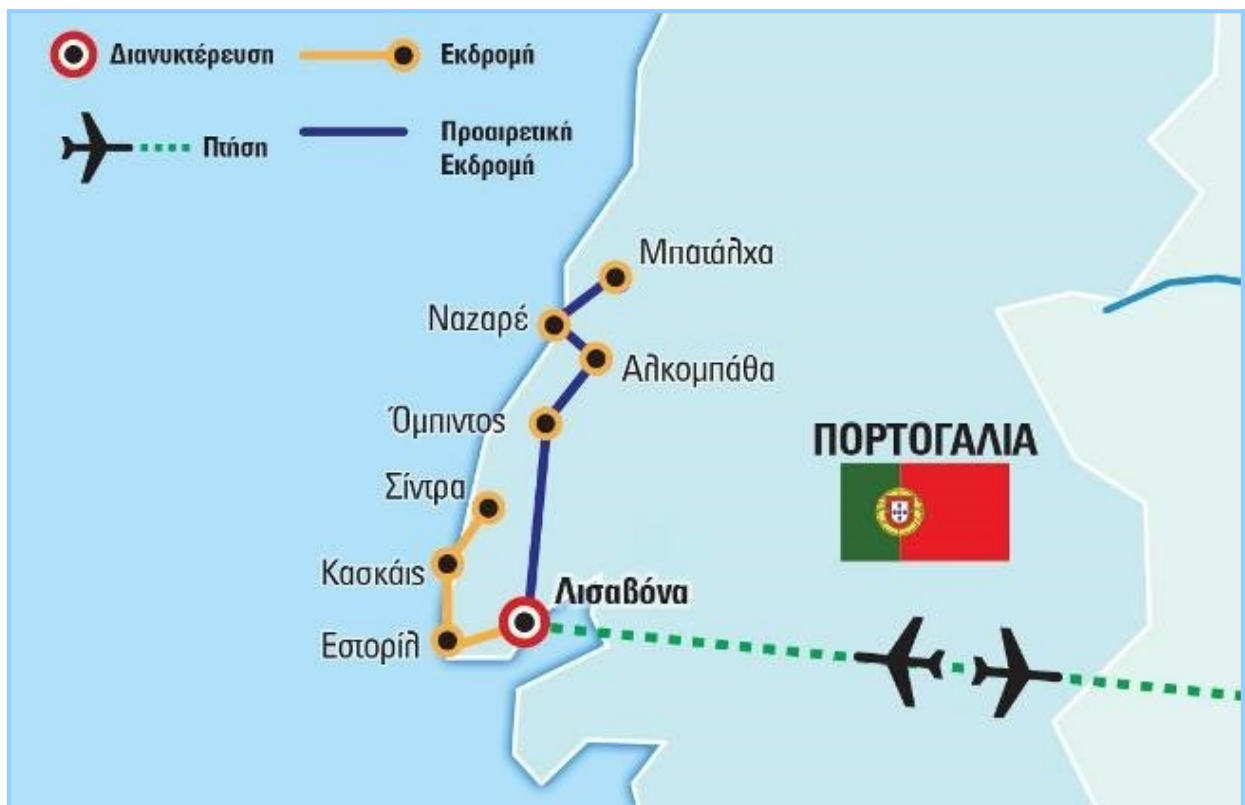 Διανυκτέρευση
Εκδρομή
Πτήση
Προαιρετική
Εκδρομή
Μπατάλχα
Ναζαρέ
Αλκομπάθα
Όμπιντος
ΠΟΡΤΟΓΑΛΙΑ
Σίντρα
Κασκάις
Λισαβόνα
Εστορίλ